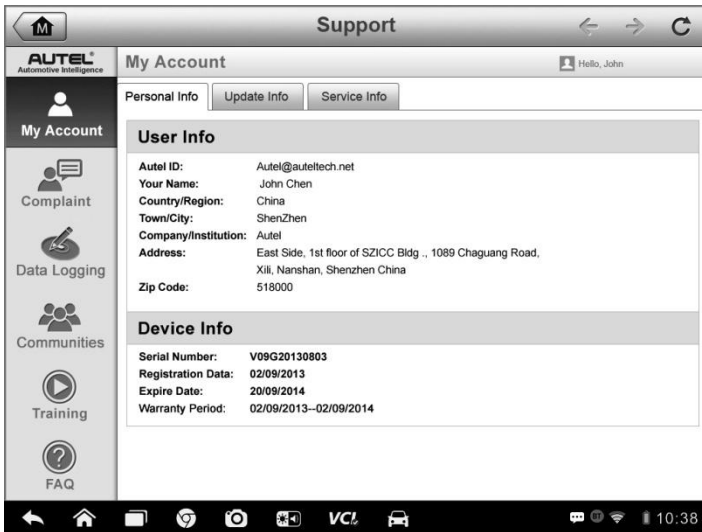 M
Support
AUTEL®
Automotive Intelligence
My Account
Hello, John
My Account
Personal Info
Update Info
Service Info
User Info
Autel ID: Autel@auteltech.net
Your Name: John Chen
Country/Region: China
Town/City: ShenZhen
Company/Institution: Autel
Address: East Side, 1st floor of SZICC Bldg ., 1089 Chaguang Road,
Xili, Nanshan, Shenzhen China
Zip Code: 518000
Device Info
Serial Number: V09G20130803
Registration Data: 02/09/2013
Expire Date: 20/09/2014
Warranty Period: 02/09/2013--02/09/2014
Complaint
Data Logging
Communities
Training
?
FAQ
VCI
BT
10:38